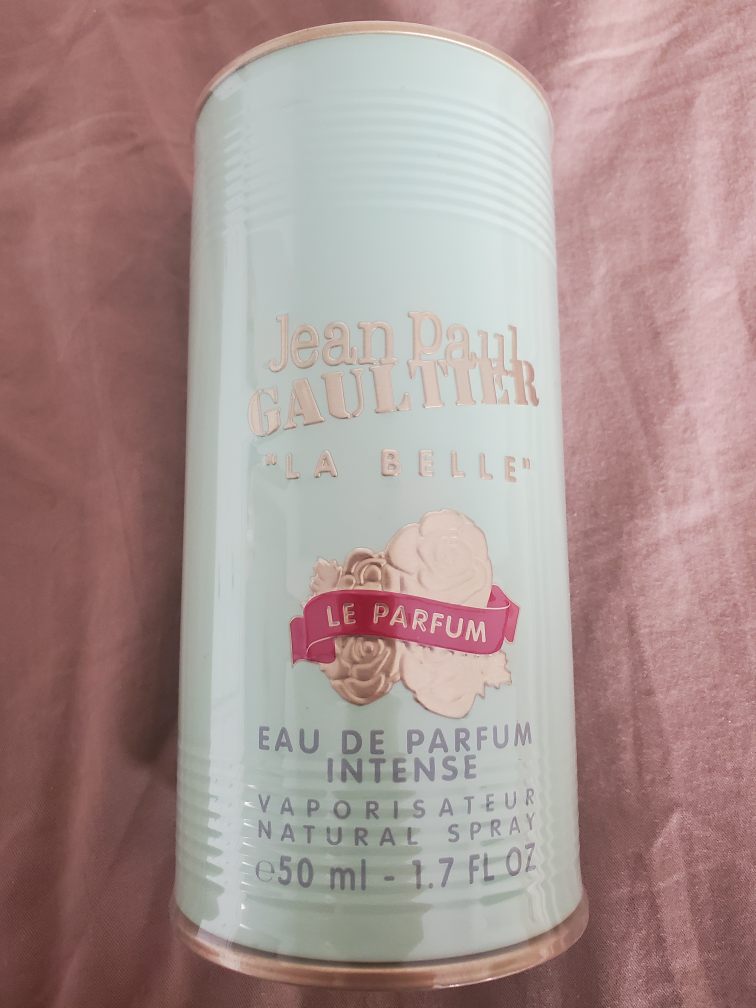 Jean Paul
GAULTIER
"LA BELLE"
LE PARFUM
EAU DE PARFUM
INTENSE
VAPORISATEUR
NATURAL SPRAY
℮50 ml - 1.7 FL OZ